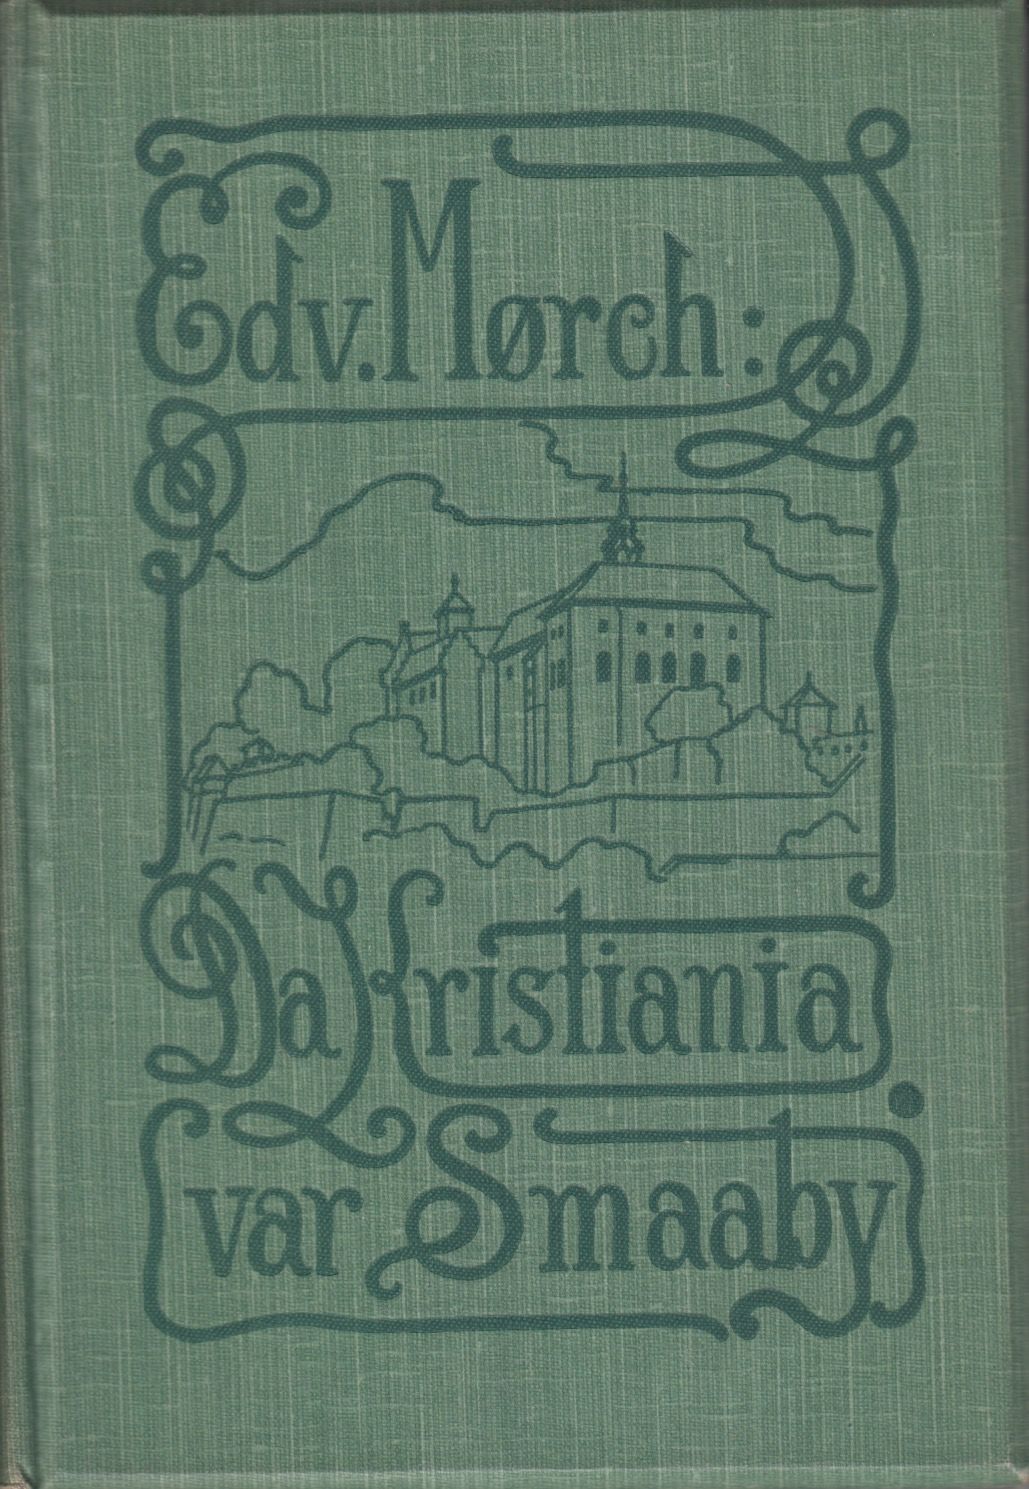 Edv. Mørch:
Da Kristiania
var Smaaby